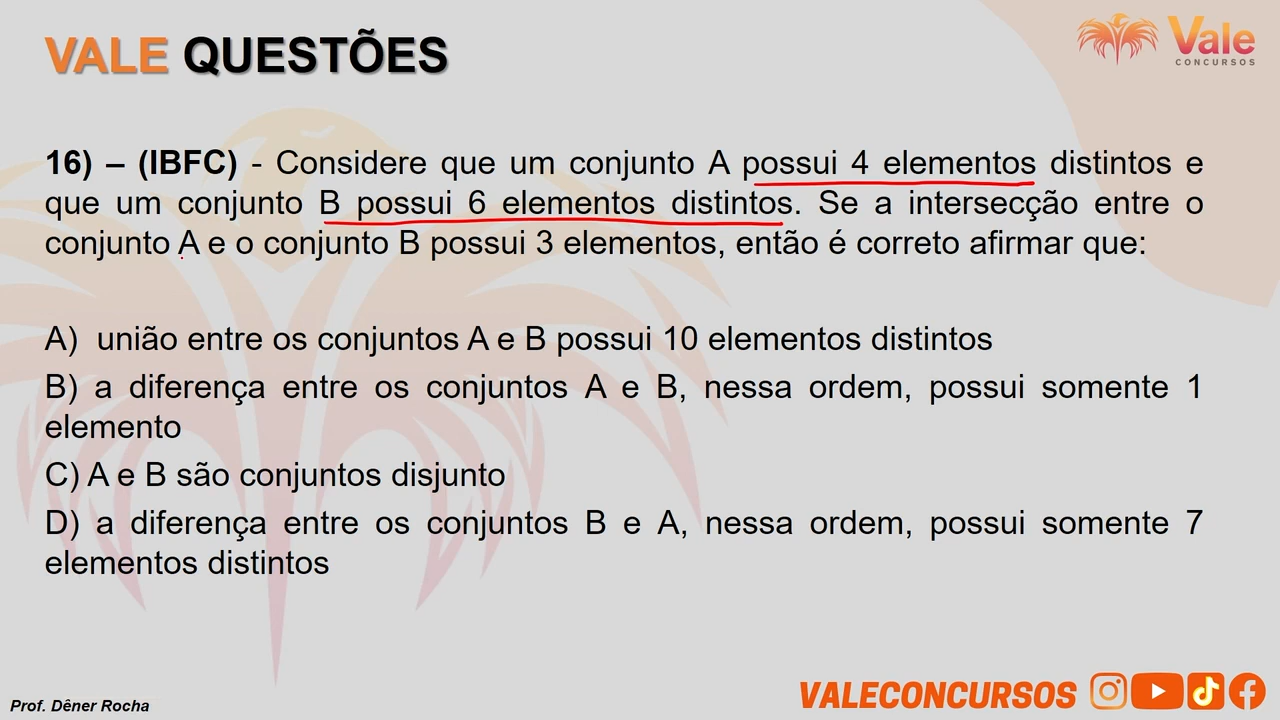 VALE QUESTÕES
Vale
CONCURSOS
16) – (IBFC) - Considere que um conjunto A possui 4 elementos distintos e
que um conjunto B possui 6 elementos distintos. Se a intersecção entre o
conjunto A e o conjunto B possui 3 elementos, então é correto afirmar que:
A) união entre os conjuntos A e B possui 10 elementos distintos
B) a diferença entre os conjuntos A e B, nessa ordem, possui somente 1
elemento
C) A e B são conjuntos disjunto
D) a diferença entre os conjuntos B e A, nessa ordem, possui somente 7
elementos distintos
Prof. Dêner Rocha
VALECONCURSOS